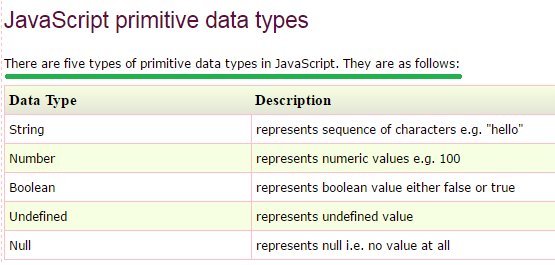 JavaScript primitive data types
There are five types of primitive data types in JavaScript. They are as follows:
Data Type Description
String represents sequence of characters e.g. "hello"
Number represents numeric values e.g. 100
Boolean represents boolean value either false or true
Undefined represents undefined value
Null represents null i.e. no value at all